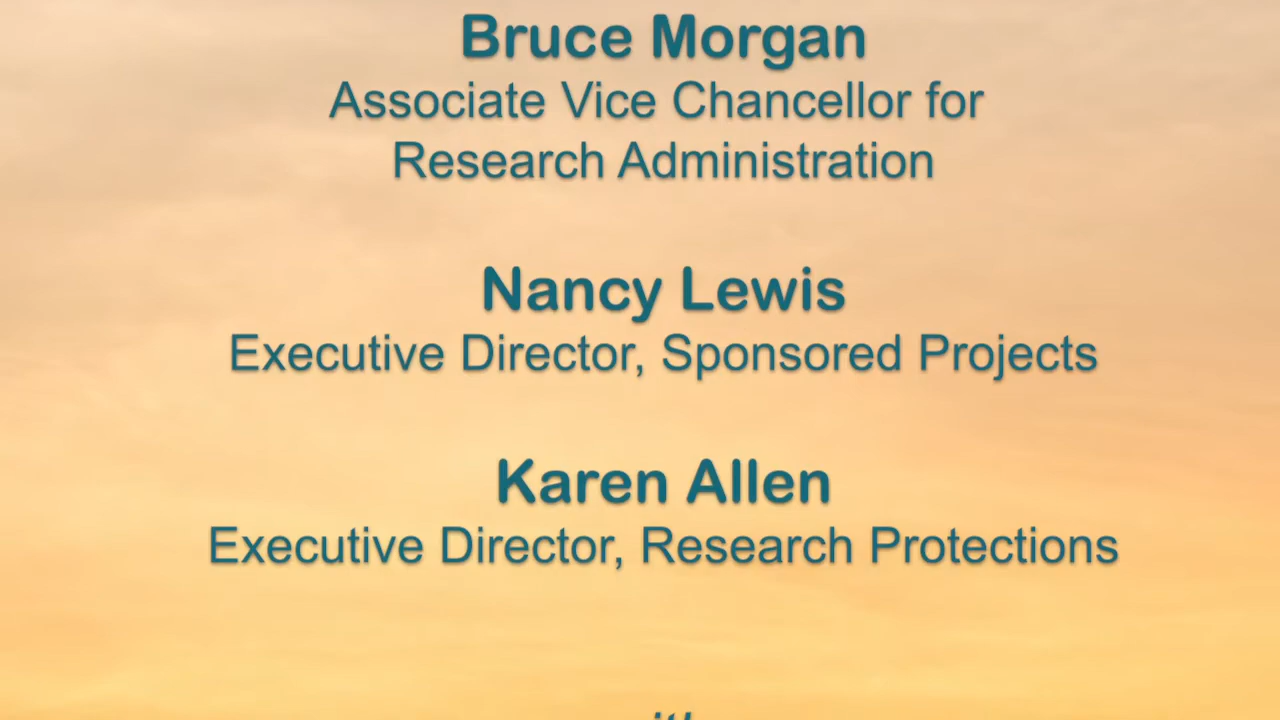 Bruce Morgan
Associate Vice Chancellor for
Research Administration
Nancy Lewis
Executive Director, Sponsored Projects
Karen Allen
Executive Director, Research Protections